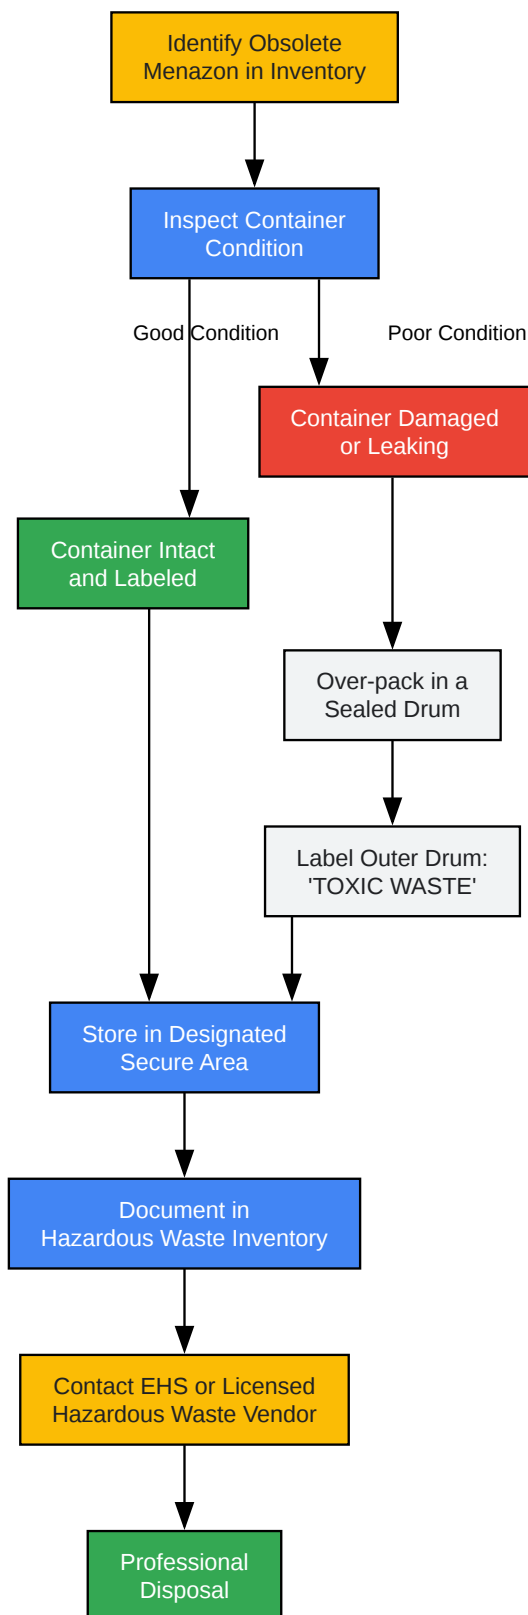 Identify Obsolete
Menazon in Inventory
Inspect Container
Condition
Good Condition
Poor Condition
Container Damaged
or Leaking
Container Intact
and Labeled
Over-pack in a
Sealed Drum
Label Outer Drum:
'TOXIC WASTE'
Store in Designated
Secure Area
Document in
Hazardous Waste Inventory
Contact EHS or Licensed
Hazardous Waste Vendor
Professional
Disposal